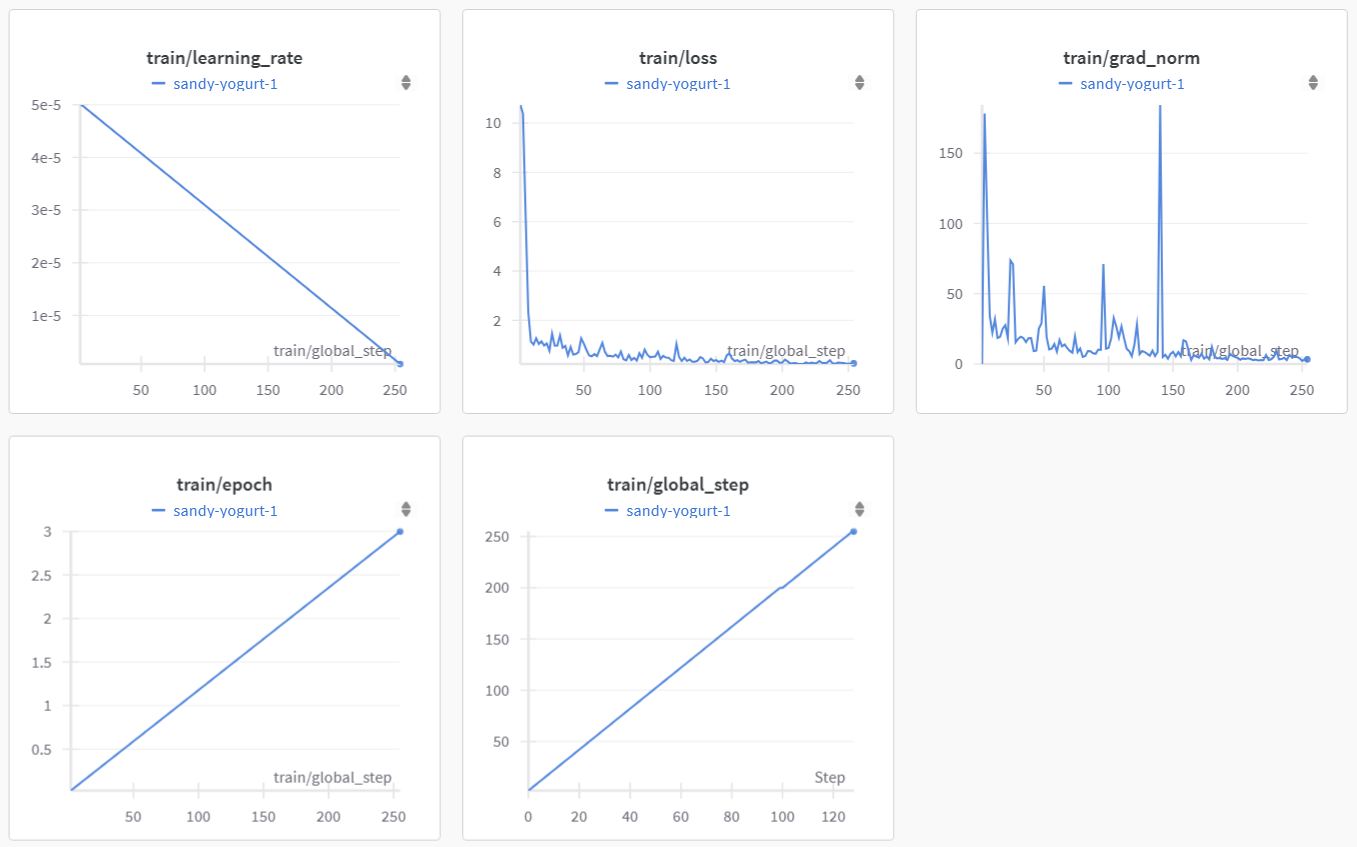 train/learning_rate
sandy-yogurt-1
5e-5
4e-5
3e-5
2e-5
1e-5
train/global_step
50 100 150 200 250
train/loss
sandy-yogurt-1
10
8
6
4
2
train/global_step
50 100 150 200 250
train/grad_norm
sandy-yogurt-1
150
100
50
0
train/global_step
50 100 150 200 250
train/epoch
sandy-yogurt-1
3
2.5
2
1.5
1
0.5
train/global_step
50 100 150 200 250
train/global_step
sandy-yogurt-1
250
200
150
100
50
Step
0 20 40 60 80 100 120